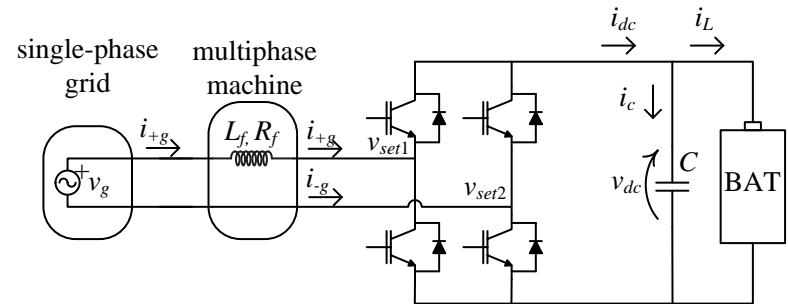 single-phase
grid
multiphase
machine
i+g
Lf, Rf
i+g
i-g
+
vg
vset1
vset2
idc
iL
ic
vdc
C
BAT